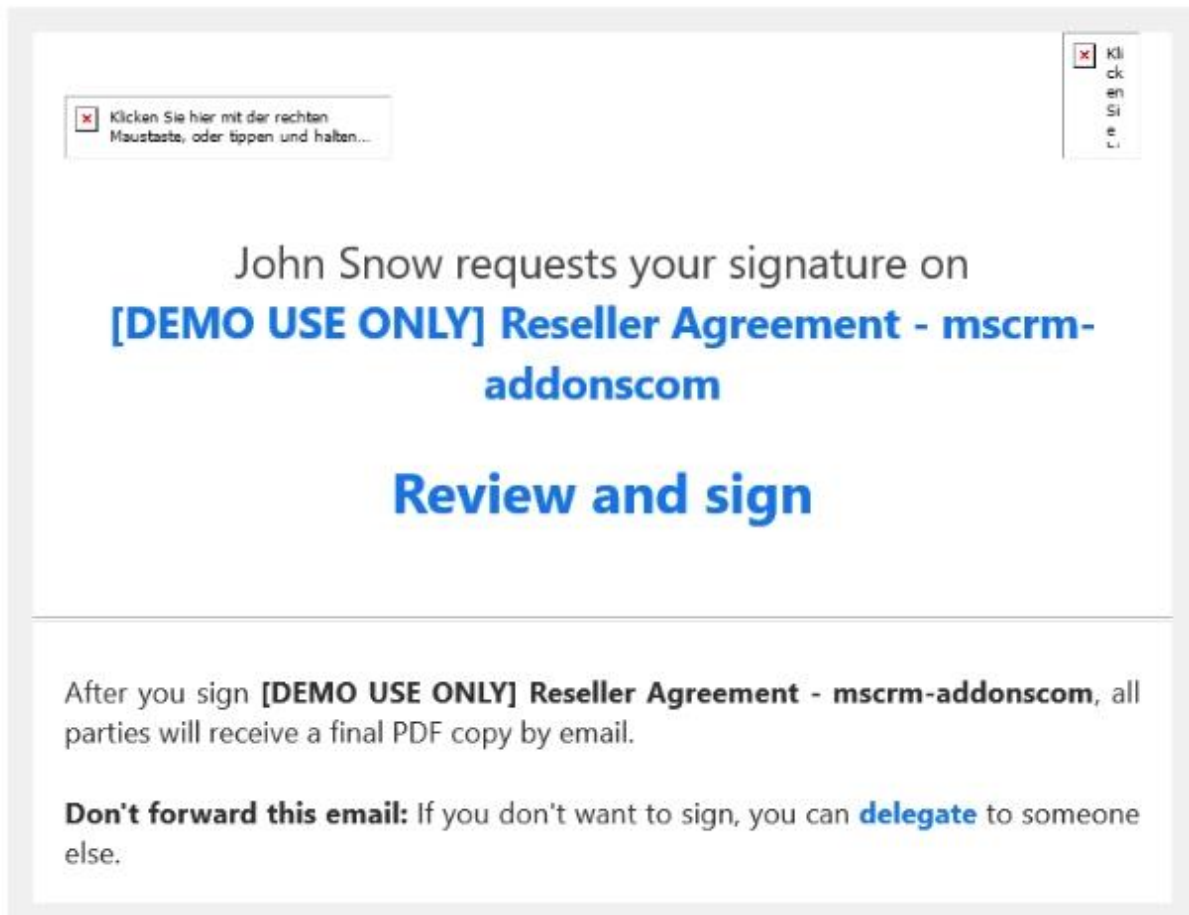 Klicken Sie hier mit der rechten
Maustaste, oder tippen und halten...
Kli
ck
en
Si
e
John Snow requests your signature on
[DEMO USE ONLY] Reseller Agreement - mscrm-
addonscom
Review and sign
After you sign [DEMO USE ONLY] Reseller Agreement - mscrm-addonscom, all
parties will receive a final PDF copy by email.
Don't forward this email: If you don't want to sign, you can delegate to someone
else.